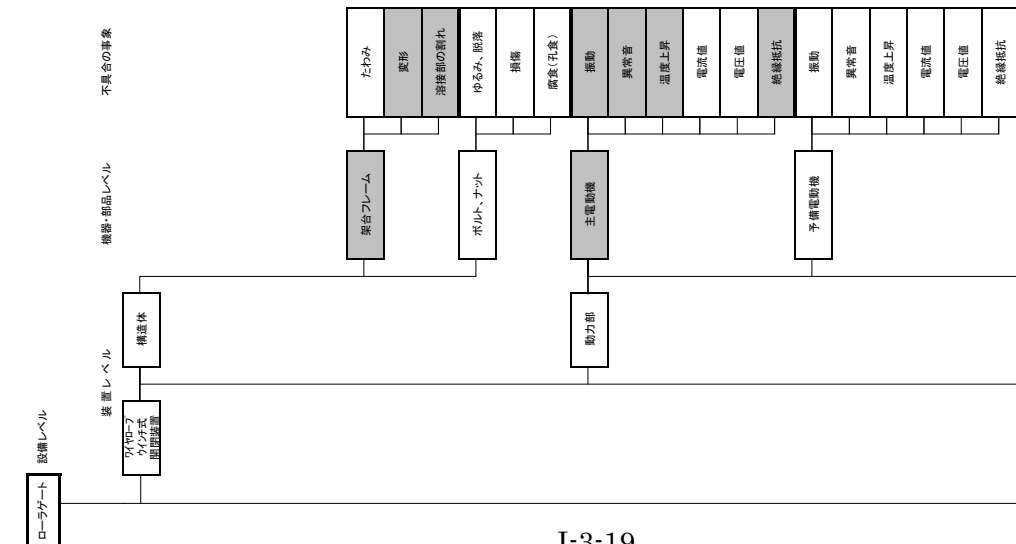 不具合の事象
たわみ
変形
溶接部の割れ
ゆるみ、脱落
損傷
腐食(孔食)
振動
異常音
温度上昇
電流値
電圧値
絶縁抵抗
振動
異常音
温度上昇
電流値
電圧値
絶縁抵抗
機器・部品レベル
架台フレーム
ボルト、ナット
主電動機
予備電動機
装置レベル
構造体
動力部
ワイヤロープ
ウインチ式
開閉装置
設備レベル
ローラゲート
I-3-19